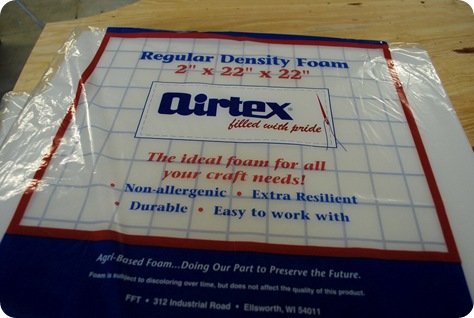 Regular Density Foam
2" x 22" x 22"
airtex
filled with pride
The ideal foam for all
your craft needs!
• Non-allergenic • Extra Resilient
• Durable • Easy to work with
Agri-Based Foam...Doing Our Part to Preserve the Future.
Foam is subject to discoloring over time, but does not affect the quality of this product.
FFT • 312 Industrial Road • Ellsworth, WI 54011